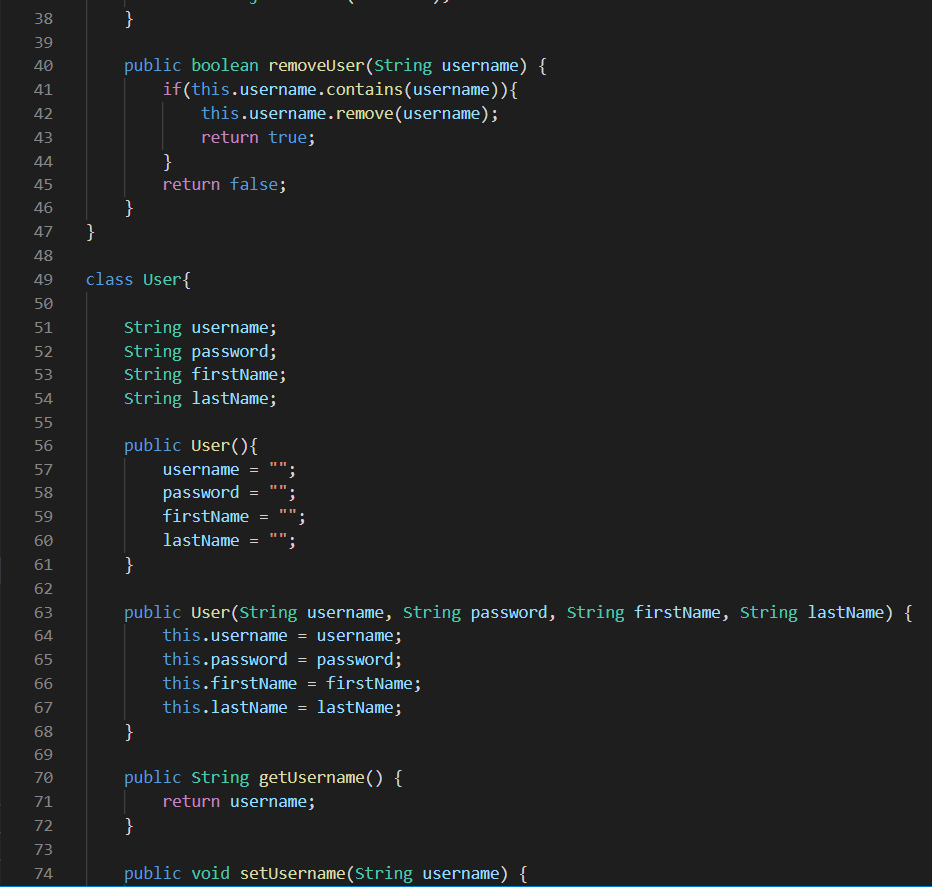 38 }
39
40 public boolean removeUser(String username) {
41 if(this.username.contains(username)){
42 this.username.remove(username);
43 return true;
44 }
45 return false;
46 }
47 }
48
49 class User{
50
51 String username;
52 String password;
53 String firstName;
54 String lastName;
55
56 public User(){
57 username = "";
58 password = "";
59 firstName = "";
60 lastName = "";
61 }
62
63 public User(String username, String password, String firstName, String lastName) {
64 this.username = username;
65 this.password = password;
66 this.firstName = firstName;
67 this.lastName = lastName;
68 }
69
70 public String getUsername() {
71 return username;
72 }
73
74 public void setUsername(String username) {